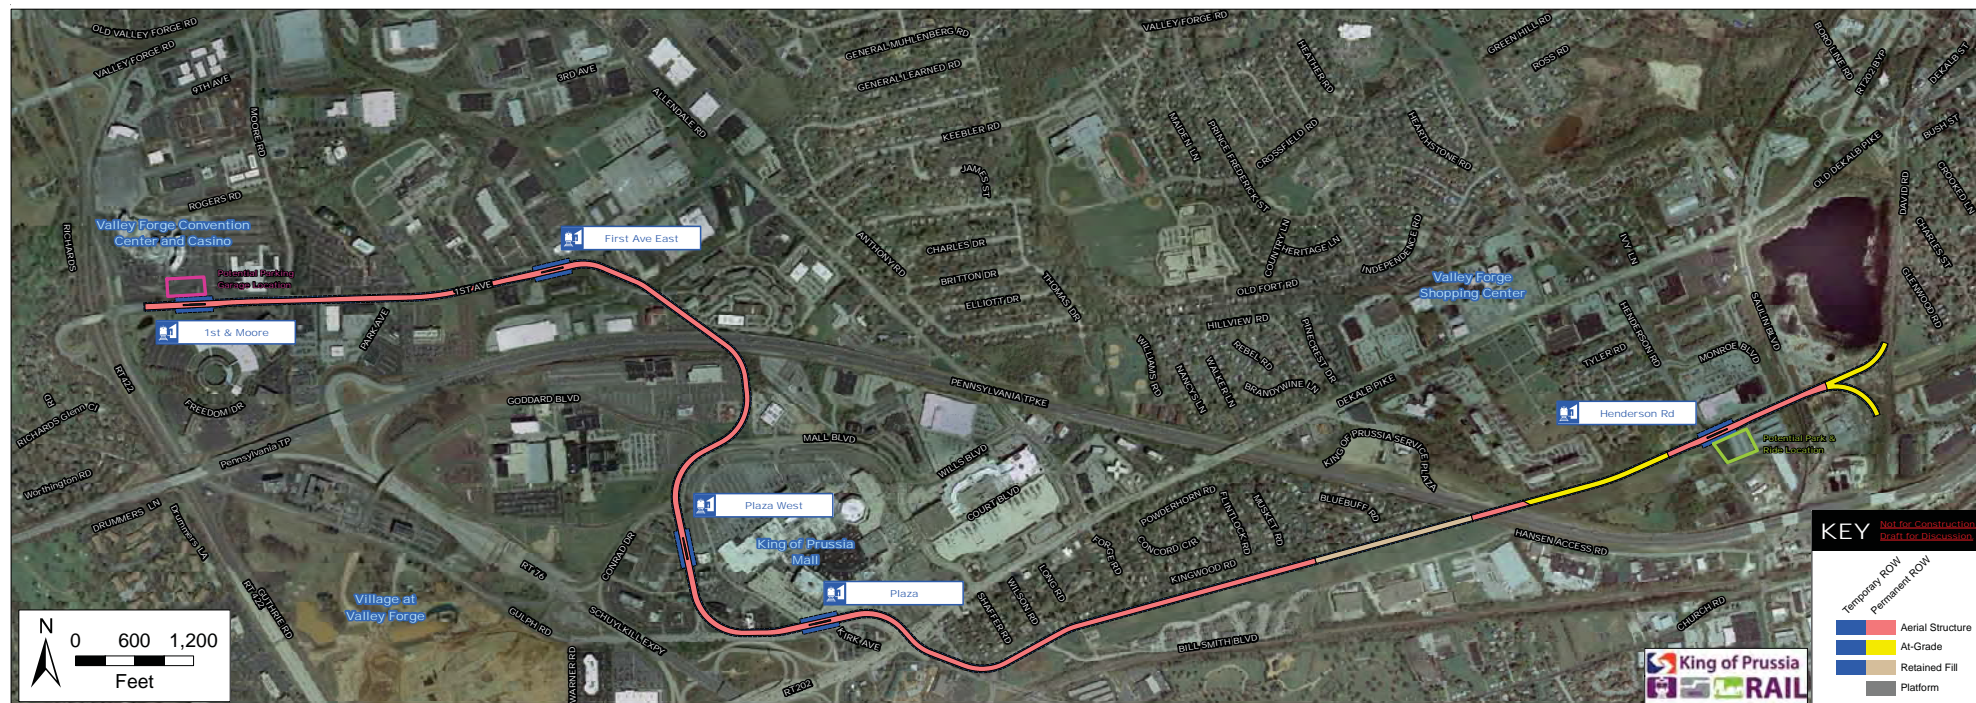 OLD VALLEY FORGE RD
VALLEY FORGE RD
9TH AVE
MOORE RD
3RD AVE
ALLENDALE RD
GENERAL MUHLENBERG RD
GENERAL LEARNED RD
KEEBLER RD
JAMES ST
VALLEY FORGE RD
HEATHER RD
GREEN HILL RD
ROSS RD
BORO LINE RD
RT 202 BYP
DEKALB ST
BUSH ST
CROOKED LN
OLD DEKALB PIKE
DAVID RD
CHARLES ST
GLENWOOD RD
MAIDEN LN
PRINCE FREDERICK ST
CROSSFIELD RD
HEARTHSTONE RD
COUNTRY LN
HERITAGE LN
INDEPENDENCE RD
IVY LN
OLD FORT RD
ROGERS RD
RICHARDS
Valley Forge Convention
Center and Casino
Potential Parking
Garage Location
First Ave East
1ST AVE
1st & Moore
PARK AVE
FREEDOM DR
RT 422
RD
RICHARDS Glenn CI
Worthington RD
Pennsylvania TP
DRUMMERS LN
Drummers LA
RT 422
GUTHRIE RD
ANTHONY RD
CHARLES DR
BRITTON DR
ELLIOTT DR
THOMAS DR
WILLIAMS RD
NANCYS LN
WALKER LN
HILLVIEW RD
REBEL RD
PINECREST DR
BRANDYWINE LN
DEKALB PIKE
Valley Forge
Shopping Center
TYLER RD
HENDERSON RD
MONROE BLVD
SAULIN BLVD
Henderson Rd
Potential Park &
Ride Location
PENNSYLVANIA TPKE
GODDARD BLVD
MALL BLVD
WILLS BLVD
COURT BLVD
Plaza West
King of Prussia
Mall
Plaza
KIRK AVE
CONRAD DR
RT 76
GULPH RD
SCHUYLKILL EXPY
WARNER RD
RT202
Village at
Valley Forge
KING OF PRUSSIA SERVICE PLAZA
POWDERHORN RD
FLINTLOCK RD
MUSKET RD
BLUEBUFF RD
CONCORD CIR
FORGE RD
KINGWOOD RD
LONG RD
WILSON RD
SHAFFER RD
HANSEN ACCESS RD
BILL SMITH BLVD
CHURCH RD
N
0 600 1,200
Feet
King of Prussia
RAIL
KEY
Not for Construction
Draft for Discussion
Temporary ROW
Permanent ROW
Aerial Structure
At-Grade
Retained Fill
Platform